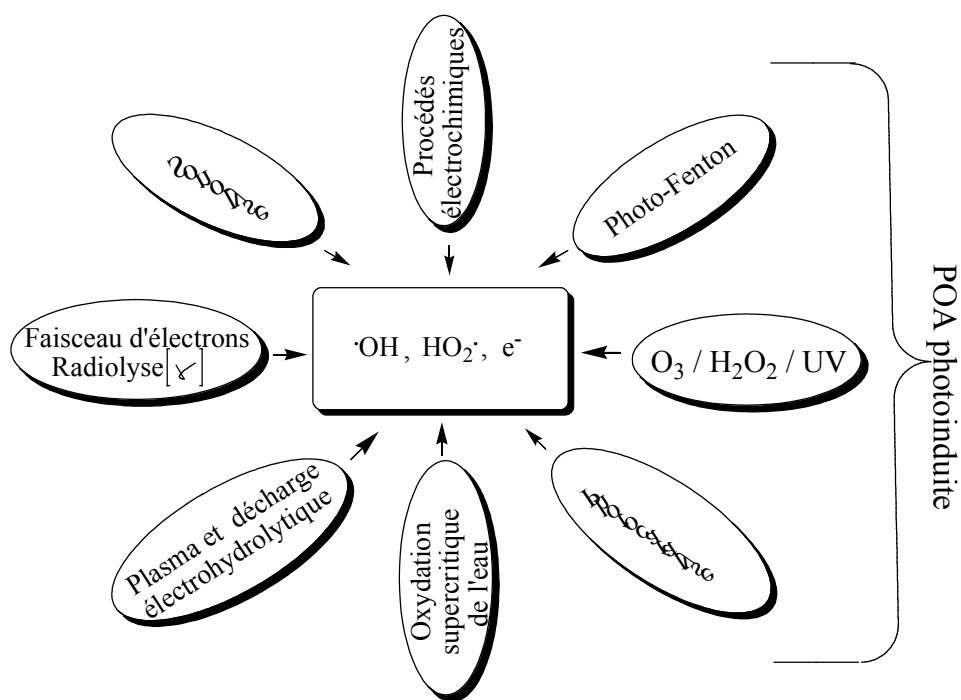 Procédés
électrochimiques
Photo-Fenton
Faisceau d'électrons
Radiolyse
·OH, HO₂·, e⁻
O₃ / H₂O₂ / UV
Plasma et décharge
électrohydrolytique
Oxydation
supercritique
de l'eau
POA photoinduite